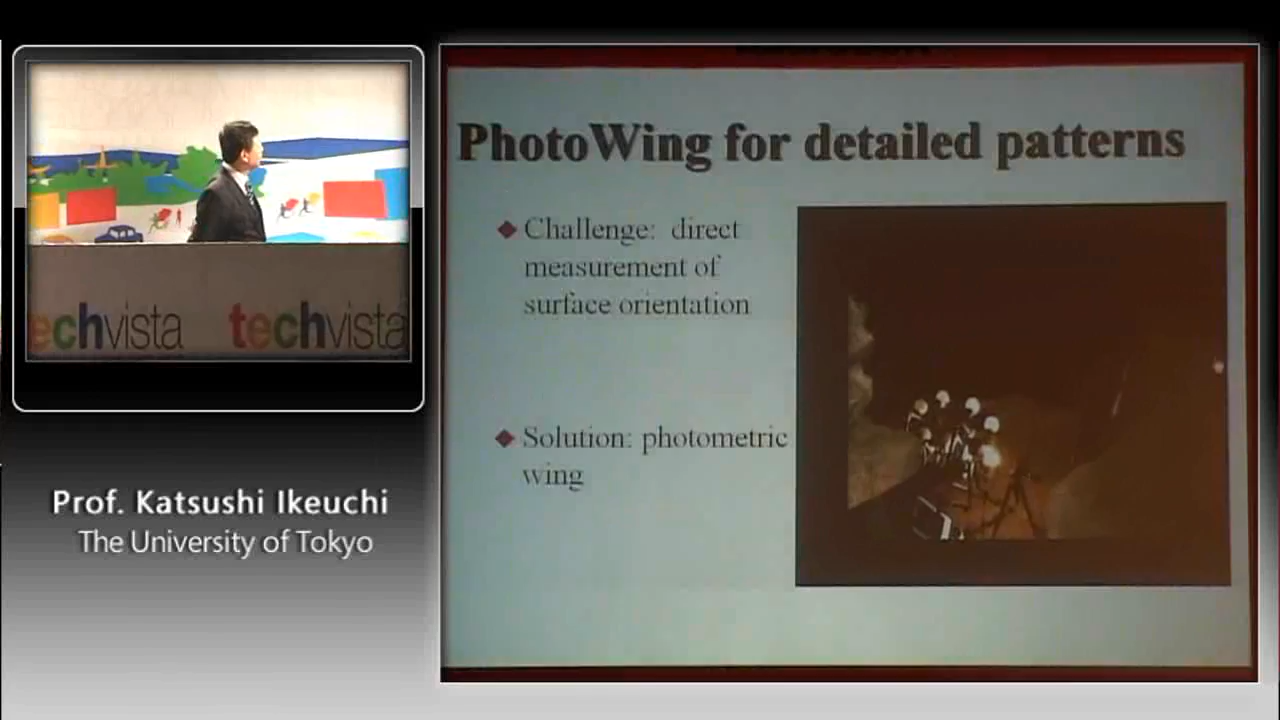 PhotoWing for detailed patterns
Challenge: direct
measurement of
surface orientation
Solution: photometric
wing
echvista
techvista
Prof. Katsushi Ikeuchi
The University of Tokyo